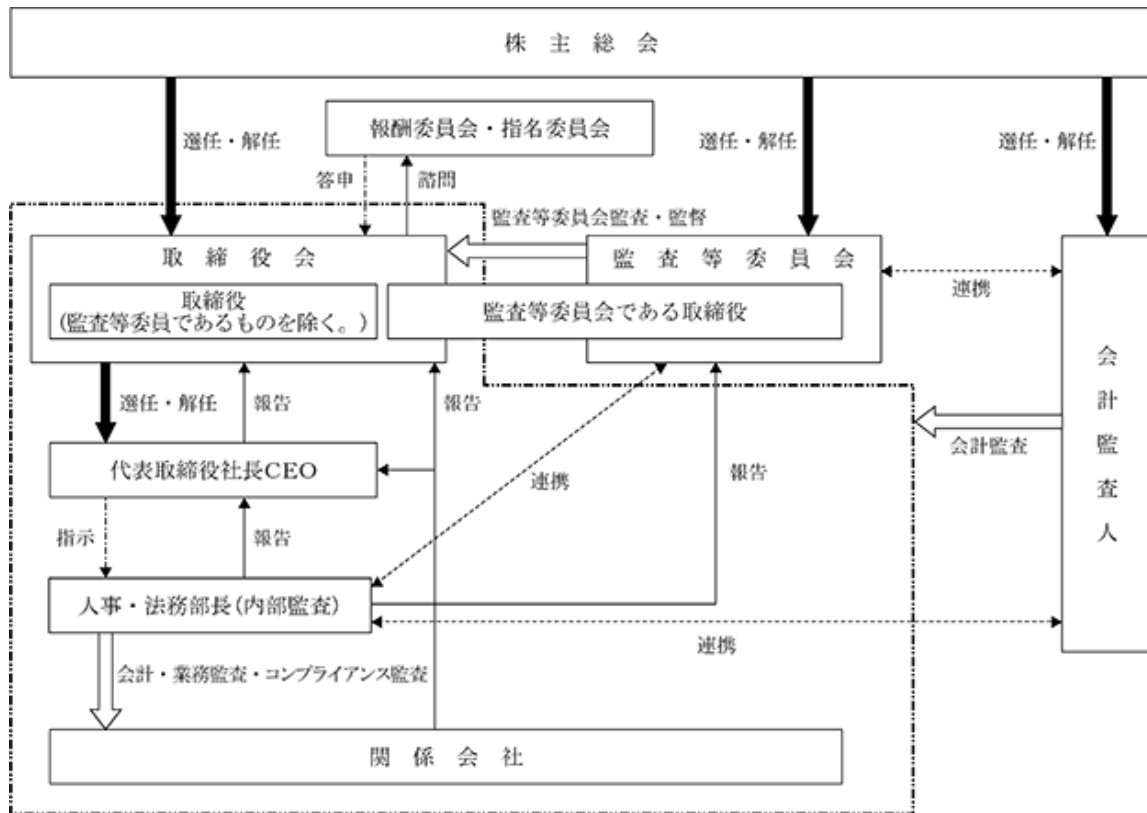 株主総会
選任・解任
報酬委員会・指名委員会
選任・解任
選任・解任
答申
諮問
監査等委員会監査・監督
取締役会
監査等委員会
取締役
(監査等委員であるものを除く。)
監査等委員会である取締役
連携
会計監査人
選任・解任
報告
報告
会計監査
代表取締役社長CEO
連携
報告
指示
報告
人事・法務部長(内部監査)
連携
会計・業務監査・コンプライアンス監査
関係会社